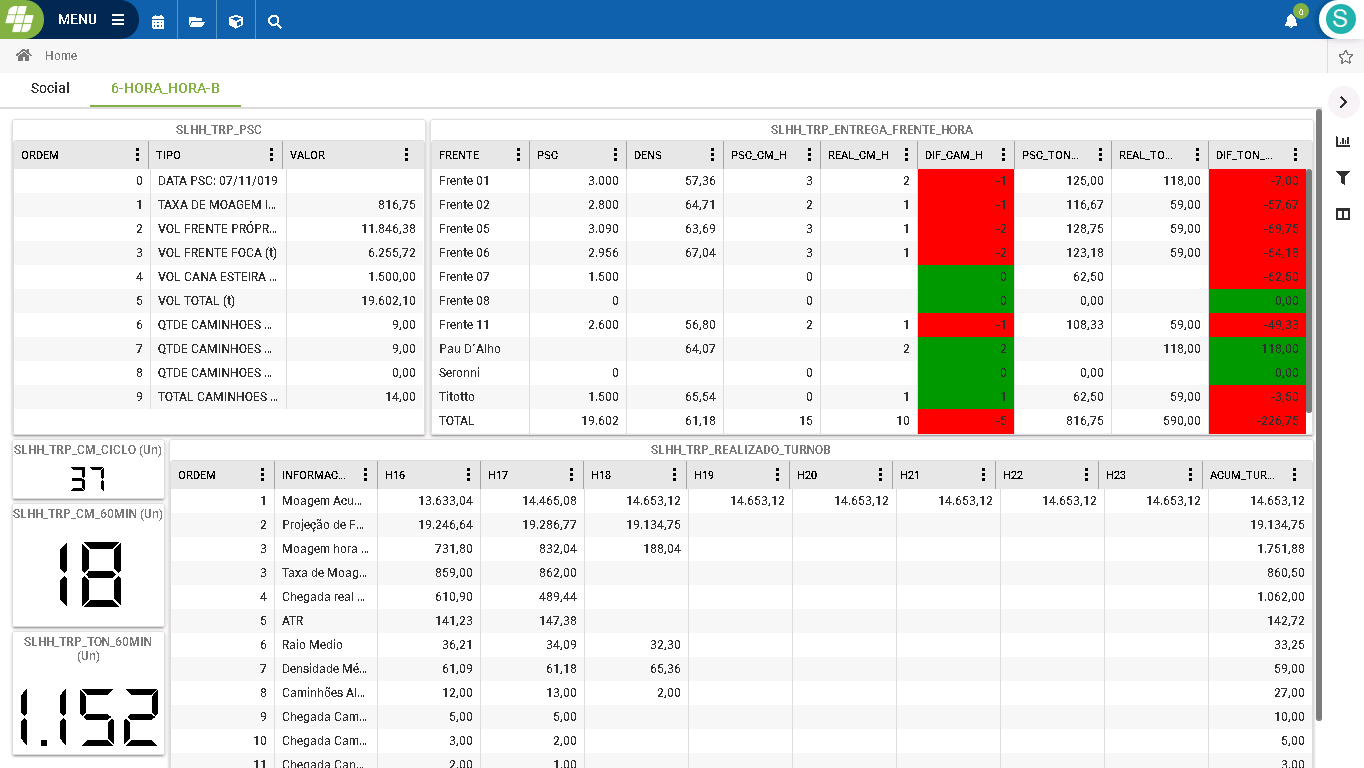 MENU
0
S
Home
Social 6-HORA_HORA-B
SLHH_TRP_PSC
ORDEM TIPO VALOR
0 DATA PSC: 07/11/019
1 TAXA DE MOAGEM I... 816,75
2 VOL FRENTE PRÓPR... 11.846,38
3 VOL FRENTE FOCA (t) 6.255,72
4 VOL CANA ESTEIRA ... 1.500,00
5 VOL TOTAL (t) 19.602,10
6 QTDE CAMINHOES ... 9,00
7 QTDE CAMINHOES ... 9,00
8 QTDE CAMINHOES ... 0,00
9 TOTAL CAMINHOES ... 14,00
SLHH_TRP_ENTREGA_FRENTE_HORA
FRENTE PSC DENS PSC_CM_H REAL_CM_H DIF_CAM_H PSC_TON... REAL_TO... DIF_TON_...
Frente 01 3.000 57,36 3 2 -1 125,00 118,00 -7,00
Frente 02 2.800 64,71 2 1 -1 116,67 59,00 -57,67
Frente 05 3.090 63,69 3 1 -2 128,75 59,00 -69,75
Frente 06 2.956 67,04 3 1 -2 123,18 59,00 -64,18
Frente 07 1.500 0 0 62,50 -62,50
Frente 08 0 0 0 0,00 0,00
Frente 11 2.600 56,80 2 1 -1 108,33 59,00 -49,33
Pau D´Alho 64,07 2 2 118,00 118,00
Seronni 0 0 0 0,00 0,00
Titotto 1.500 65,54 0 1 1 62,50 59,00 -3,50
TOTAL 19.602 61,18 15 10 -5 816,75 590,00 -226,75
SLHH_TRP_CM_CICLO (Un)
37
SLHH_TRP_CM_60MIN (Un)
18
SLHH_TRP_TON_60MIN
(Un)
1.152
SLHH_TRP_REALIZADO_TURNOB
ORDEM INFORMAC... H16 H17 H18 H19 H20 H21 H22 H23 ACUM_TUR...
1 Moagem Acu... 13.633,04 14.465,08 14.653,12 14.653,12 14.653,12 14.653,12 14.653,12 14.653,12 14.653,12
2 Projeção de F... 19.246,64 19.286,77 19.134,75 19.134,75
3 Moagem hora ... 731,80 832,04 188,04 1.751,88
3 Taxa de Moag... 859,00 862,00 860,50
4 Chegada real ... 610,90 489,44 1.062,00
5 ATR 141,23 147,38 142,72
6 Raio Medio 36,21 34,09 32,30 33,25
7 Densidade Mé... 61,09 61,18 65,36 59,00
8 Caminhões Al... 12,00 13,00 2,00 27,00
9 Chegada Cam... 5,00 5,00 10,00
10 Chegada Cam... 3,00 2,00 5,00
11 Chegada Can... 2,00 1,00 3,00